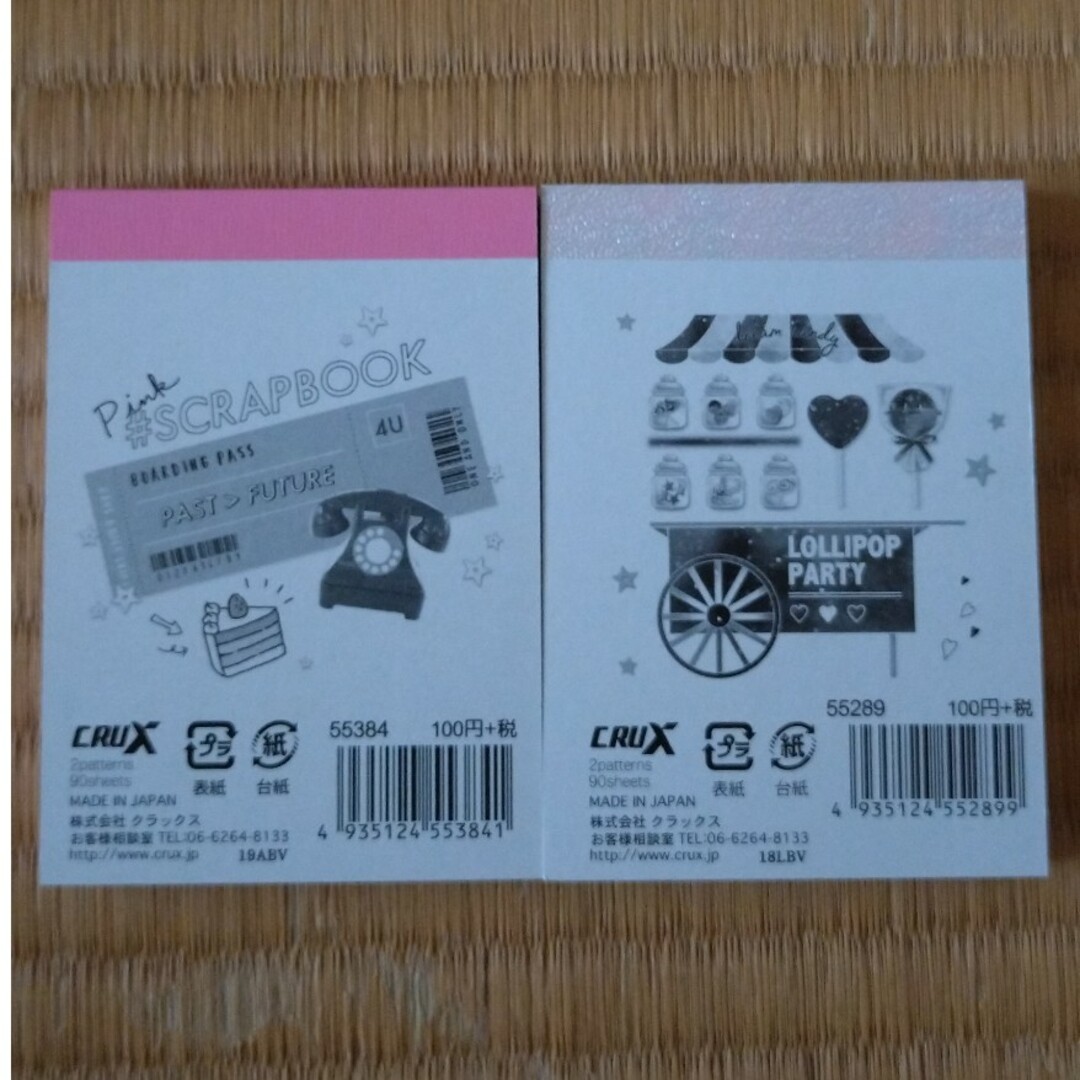 Pink
#SCRAPBOOK
BOARDING PASS
4U
ONLY ONE
PAST > FUTURE
CRUX
プラ
紙
55384
100円+税
2patterns
90sheets
表紙
台紙
MADE IN JAPAN
株式会社 クラックス
お客様相談室 TEL:06-6264-8133
http://www.crux.jp
19ABV
4 935124 553841
LOLLIPOP
PARTY
CRUX
プラ
紙
55289
100円+税
2patterns
90sheets
表紙
台紙
MADE IN JAPAN
株式会社 クラックス
お客様相談室 TEL:06-6264-8133
http://www.crux.jp
18LBV
4 935124 552899